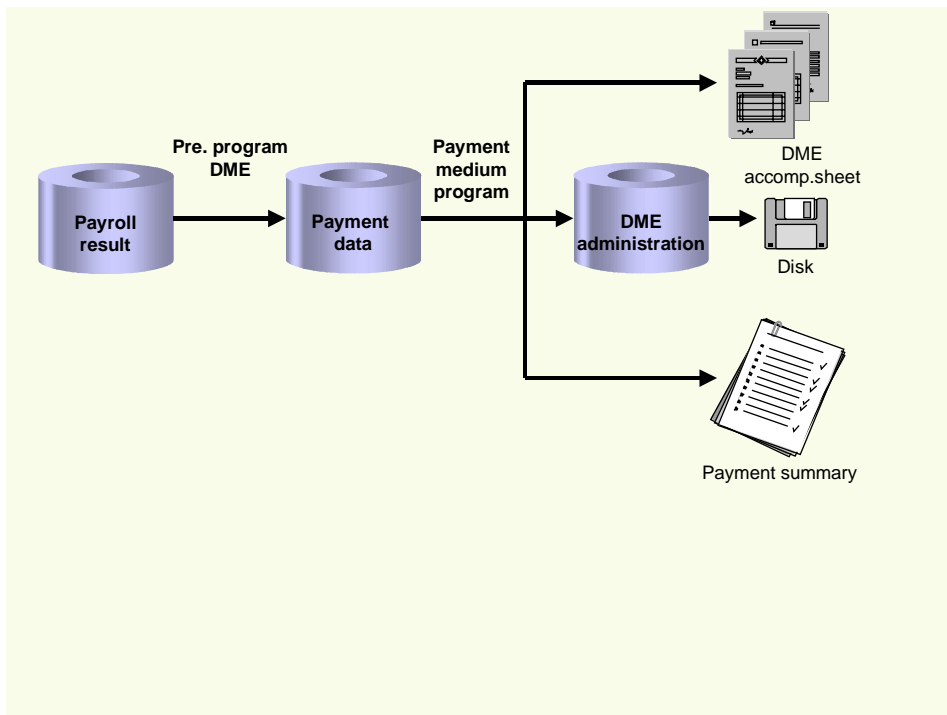 Pre. program
DME
Payment
medium
program
DME
accomp.sheet
Payroll
result
Payment
data
DME
administration
Disk
Payment summary